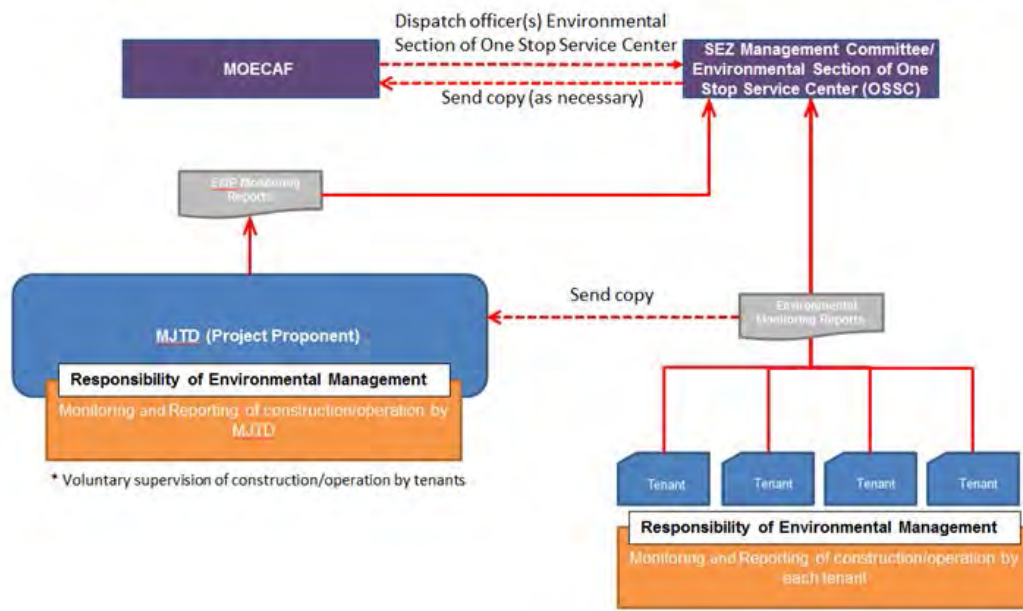 Dispatch officer(s) Environmental
Section of One Stop Service Center
MOECAF
SEZ Management Committee/
Environmental Section of One
Stop Service Center (OSSC)
Send copy (as necessary)
EMP Monitoring
Reports
Send copy
Environmental
Monitoring Reports
MJTD (Project Proponent)
Responsibility of Environmental Management
Monitoring and Reporting of construction/operation by
MJTD
* Voluntary supervision of construction/operation by tenants
Tenant
Tenant
Tenant
Tenant
Responsibility of Environmental Management
Monitoring and Reporting of construction/operation by
each tenant